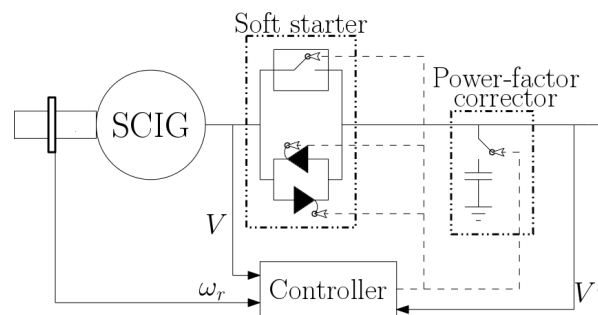 Soft starter
Power-factor
corrector
SCIG
V
ω_r
Controller
V